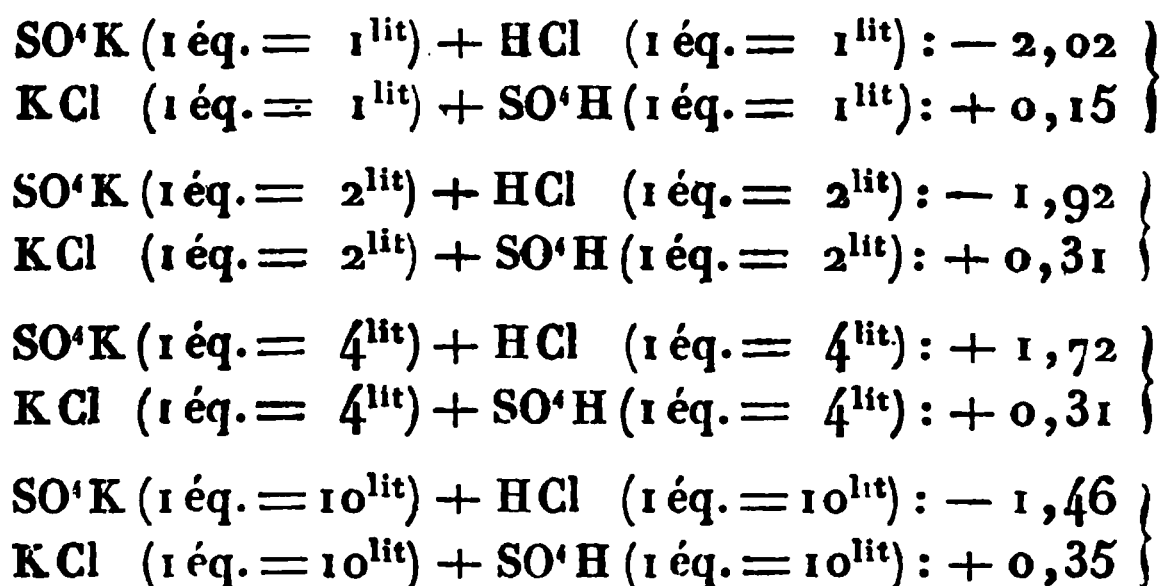 SO⁴K (1 éq. = 1ˡⁱᵗ) + HCl (1 éq. = 1ˡⁱᵗ) : — 2,02
KCl (1 éq. = 1ˡⁱᵗ) + SO⁴H (1 éq. = 1ˡⁱᵗ) : + 0,15
SO⁴K (1 éq. = 2ˡⁱᵗ) + HCl (1 éq. = 2ˡⁱᵗ) : — 1,92
KCl (1 éq. = 2ˡⁱᵗ) + SO⁴H (1 éq. = 2ˡⁱᵗ) : + 0,31
SO⁴K (1 éq. = 4ˡⁱᵗ) + HCl (1 éq. = 4ˡⁱᵗ·) : + 1,72
KCl (1 éq. = 4ˡⁱᵗ) + SO⁴H (1 éq. = 4ˡⁱᵗ) : + 0,31
SO⁴K (1 éq. = 10ˡⁱᵗ) + HCl (1 éq. = 10ˡⁱᵗ) : — 1,46
KCl (1 éq. = 10ˡⁱᵗ) + SO⁴H (1 éq. = 10ˡⁱᵗ) : + 0,35